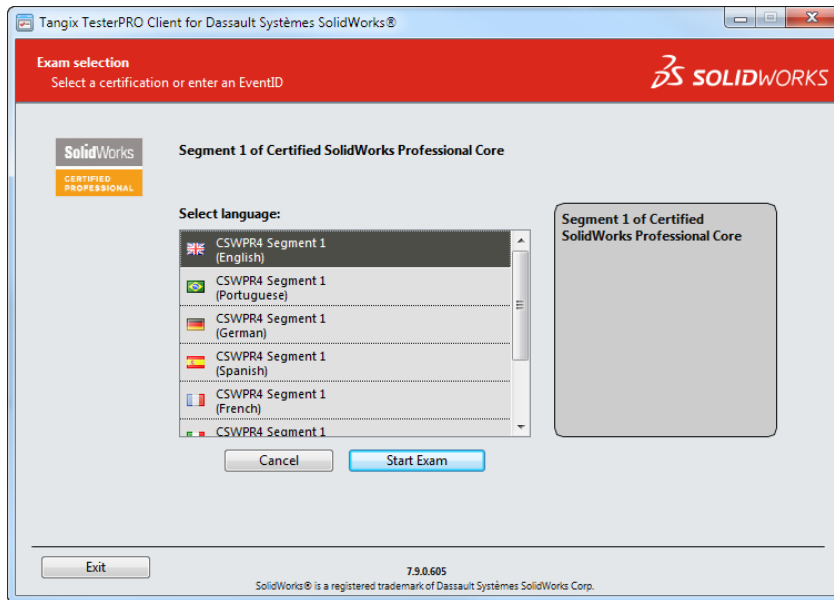 Tangix TesterPRO Client for Dassault Systèmes SolidWorks®
Exam selection
Select a certification or enter an EventID
SOLIDWORKS
SolidWorks
CERTIFIED
PROFESSIONAL
Segment 1 of Certified SolidWorks Professional Core
Select language:
CSWPR4 Segment 1
(English)
CSWPR4 Segment 1
(Portuguese)
CSWPR4 Segment 1
(German)
CSWPR4 Segment 1
(Spanish)
CSWPR4 Segment 1
(French)
CSWPR4 Segment 1
Segment 1 of Certified
SolidWorks Professional Core
Cancel
Start Exam
Exit
7.9.0.605
SolidWorks® is a registered trademark of Dassault Systèmes SolidWorks Corp.